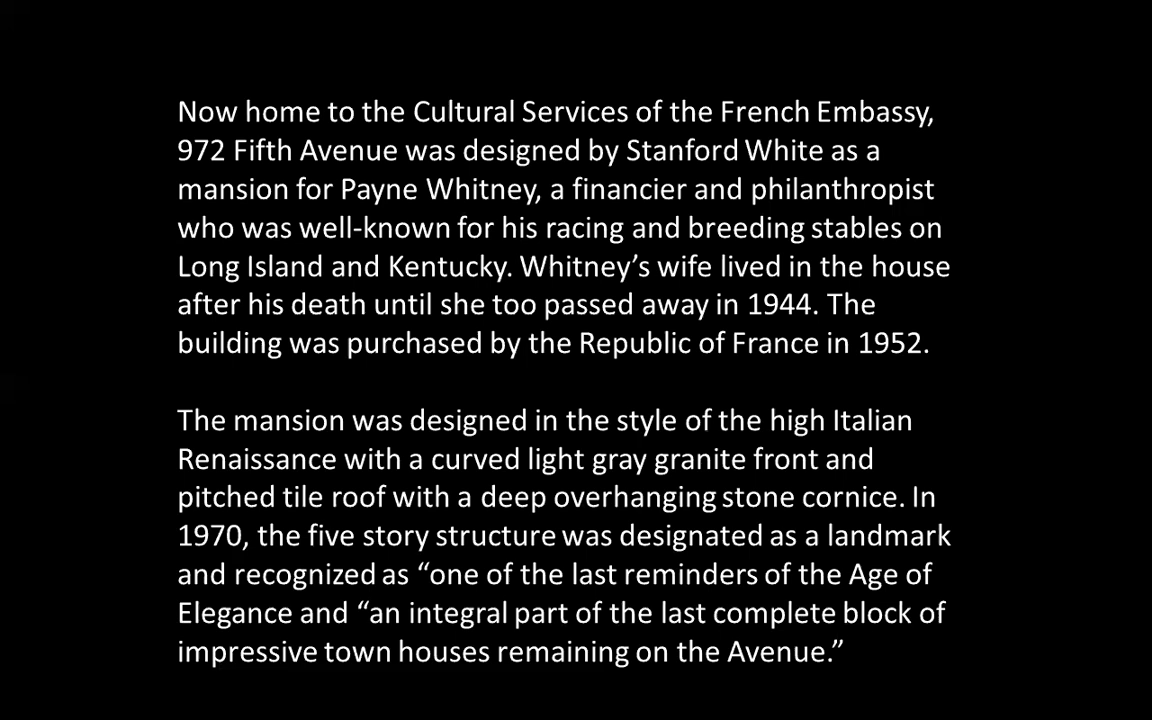 Now home to the Cultural Services of the French Embassy,
972 Fifth Avenue was designed by Stanford White as a
mansion for Payne Whitney, a financier and philanthropist
who was well-known for his racing and breeding stables on
Long Island and Kentucky. Whitney’s wife lived in the house
after his death until she too passed away in 1944. The
building was purchased by the Republic of France in 1952.
The mansion was designed in the style of the high Italian
Renaissance with a curved light gray granite front and
pitched tile roof with a deep overhanging stone cornice. In
1970, the five story structure was designated as a landmark
and recognized as “one of the last reminders of the Age of
Elegance and “an integral part of the last complete block of
impressive town houses remaining on the Avenue.”